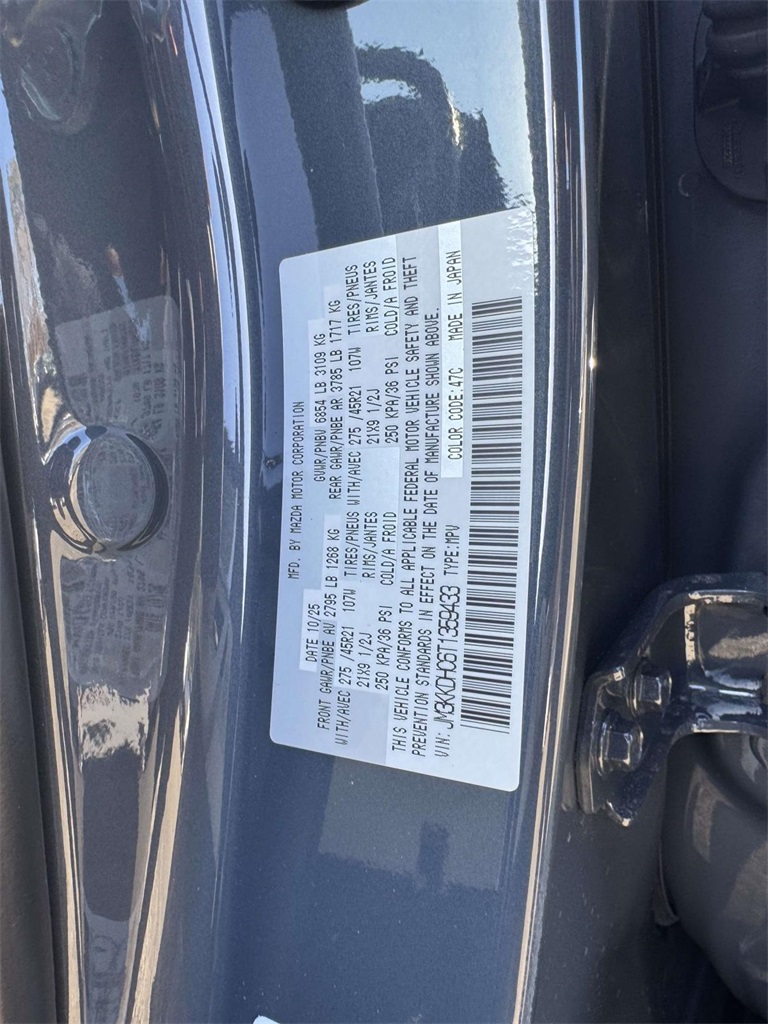 MFD. BY MAZDA MOTOR CORPORATION
DATE 10/25 GVWR/PNBV 6854 LB 3109 KG
FRONT GAWR/PNBE AV 2795 LB 1268 KG REAR GAWR/PNBE AR 3785 LB 1717 KG
WITH/AVEC 275 /45R21 107W TIRES/PNEUS WITH/AVEC 275 /45R21 107W TIRES/PNEUS
21X9 1/2J RIMS/JANTES 21X9 1/2J RIMS/JANTES
250 KPA/36 PSI COLD/A FROID 250 KPA/36 PSI COLD/A FROID
THIS VEHICLE CONFORMS TO ALL APPLICABLE FEDERAL MOTOR VEHICLE SAFETY AND THEFT
PREVENTION STANDARDS IN EFFECT ON THE DATE OF MANUFACTURE SHOWN ABOVE.
VIN: JM3KKDHC6T1359433 TYPE:MPV COLOR CODE:47C MADE IN JAPAN